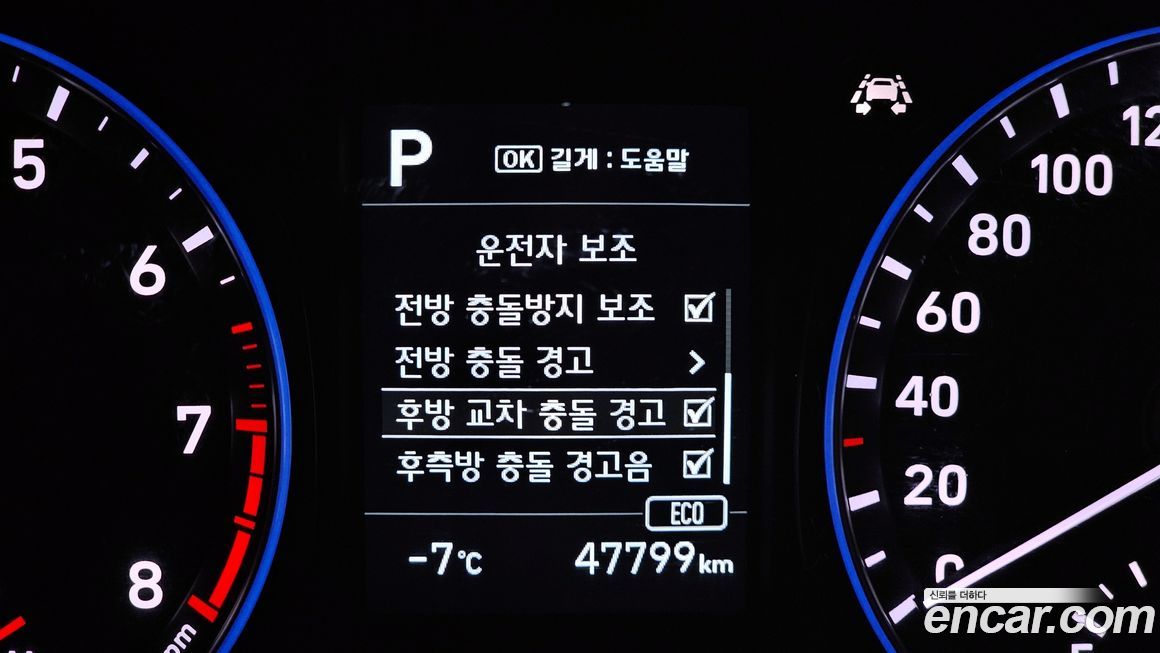 P
OK 길게 : 도움말
운전자 보조
전방 충돌방지 보조
전방 충돌 경고
후방 교차 충돌 경고
후측방 충돌 경고음
ECO
-7°C
47799 km
5
6
7
8
100
80
60
40
20
0
신뢰를 더하다
encar.com